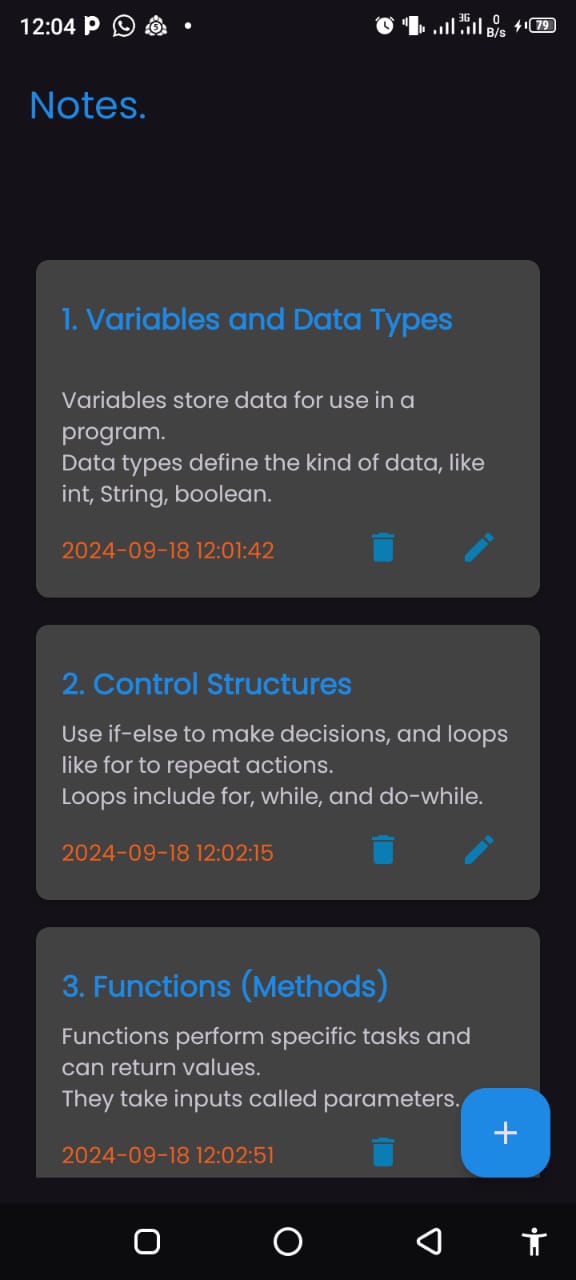 12:04
3G
0
B/s
79
Notes.
1. Variables and Data Types
Variables store data for use in a
program.
Data types define the kind of data, like
int, String, boolean.
2024-09-18 12:01:42
2. Control Structures
Use if-else to make decisions, and loops
like for to repeat actions.
Loops include for, while, and do-while.
2024-09-18 12:02:15
3. Functions (Methods)
Functions perform specific tasks and
can return values.
They take inputs called parameters.
2024-09-18 12:02:51
+